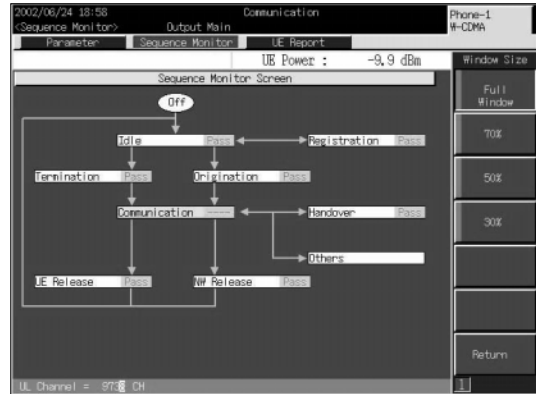 2002/06/24 18:58 Communication Phone-1
<Sequence Monitor> Output Main W-CDMA
Parameter Sequence Monitor UE Report
UE Power : -9.9 dBm Window Size
Sequence Monitor Screen
Off
Full
Window
Idle Pass Registration Pass
70%
Termination Pass Origination Pass
50%
Communication ---- Handover Pass
30%
Others
UE Release Pass NW Release Pass
Return
UL Channel = 9738 CH
1